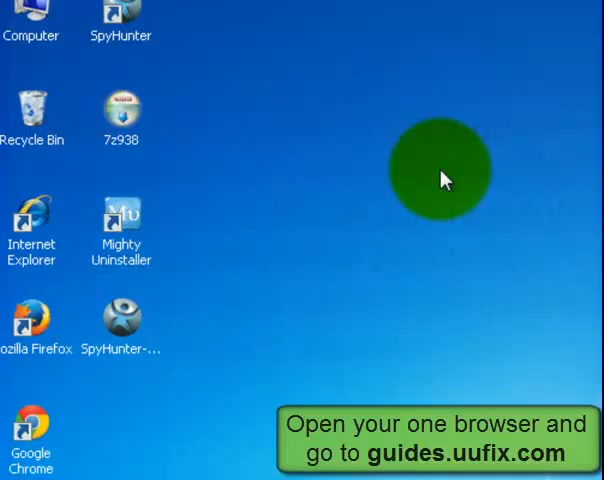 Computer
SpyHunter
Recycle Bin
7z938
Internet
Explorer
Mighty
Uninstaller
ozilla Firefox
SpyHunter-...
Google
Chrome
Open your one browser and
go to guides.uufix.com